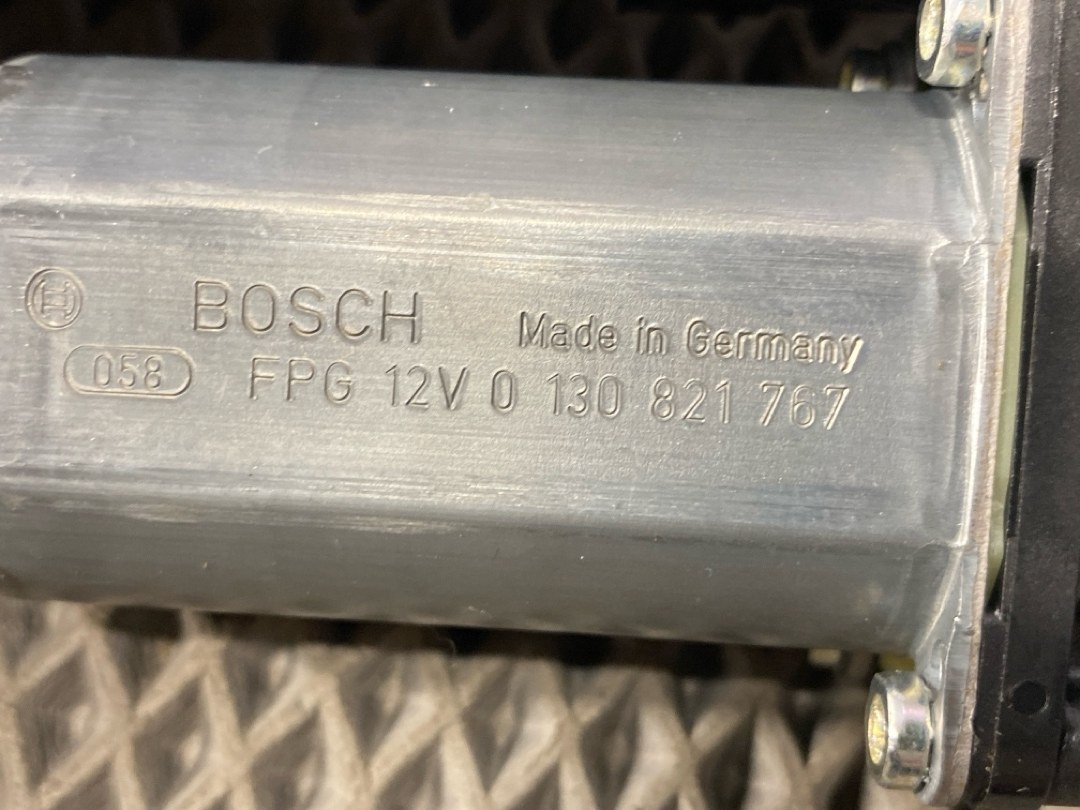 BOSCH Made in Germany
058 FPG 12V 0 130 821 767